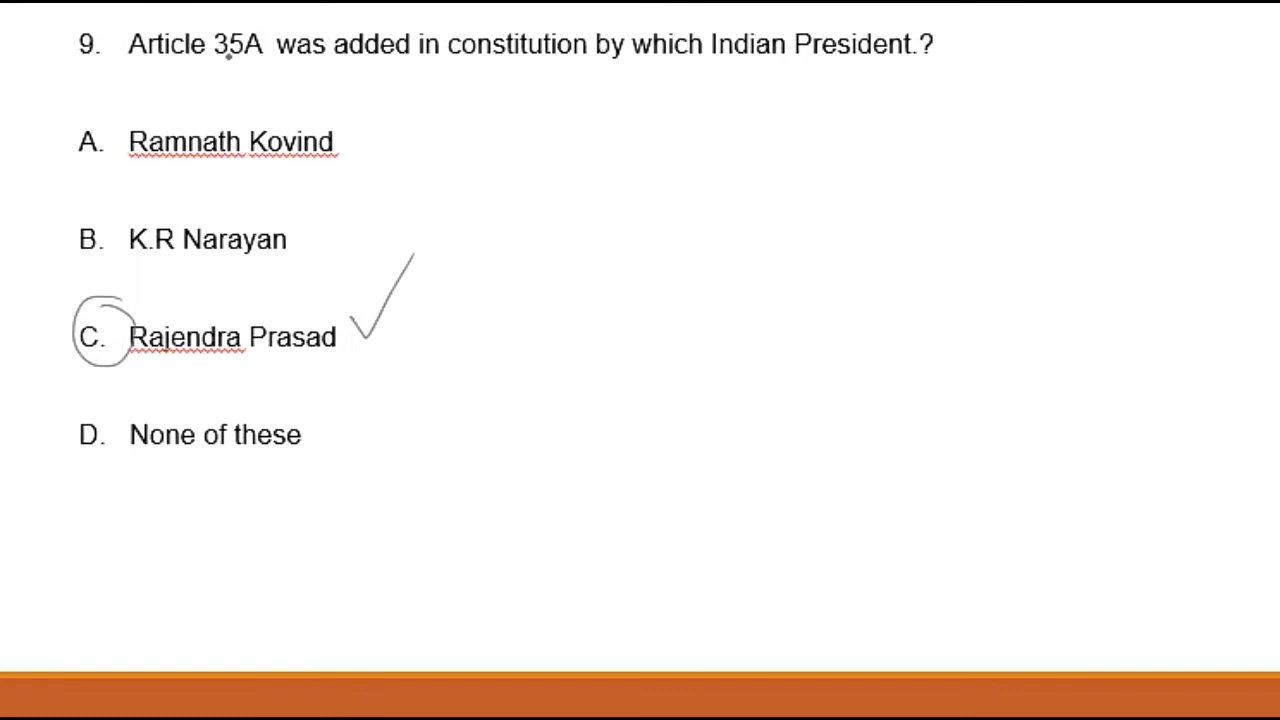 9. Article 35A was added in constitution by which Indian President.?
A. Ramnath Kovind
B. K.R Narayan
C. Rajendra Prasad
D. None of these